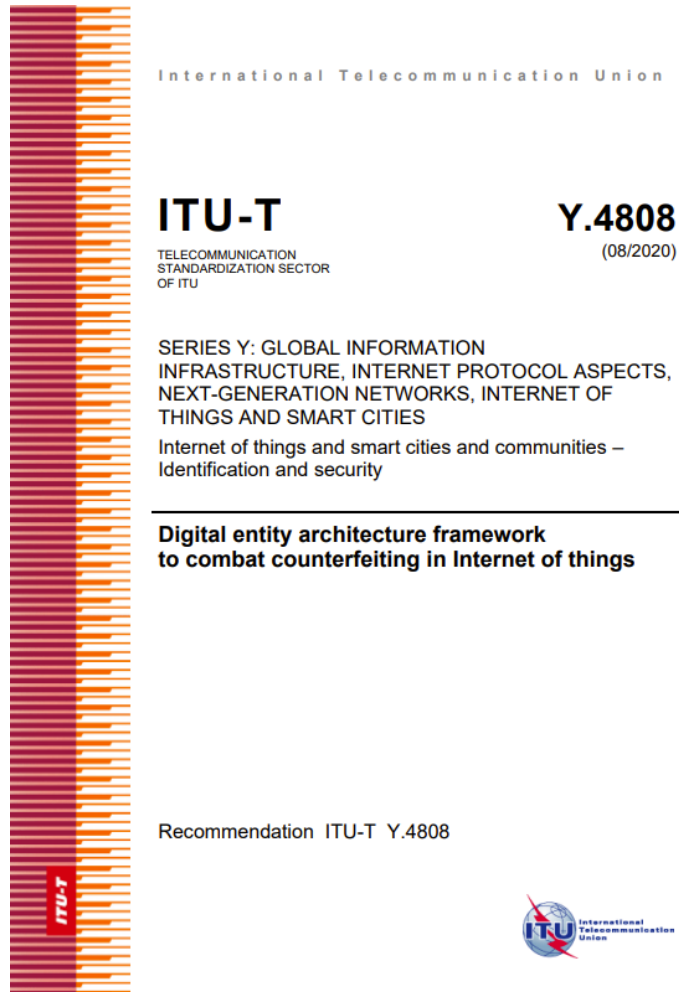 International Telecommunication Union
ITU-T
Y.4808
TELECOMMUNICATION
STANDARDIZATION SECTOR
OF ITU
(08/2020)
SERIES Y: GLOBAL INFORMATION
INFRASTRUCTURE, INTERNET PROTOCOL ASPECTS,
NEXT-GENERATION NETWORKS, INTERNET OF
THINGS AND SMART CITIES
Internet of things and smart cities and communities –
Identification and security
Digital entity architecture framework
to combat counterfeiting in Internet of things
Recommendation ITU-T Y.4808
ITU-T
ITU
International
Telecommunication
Union